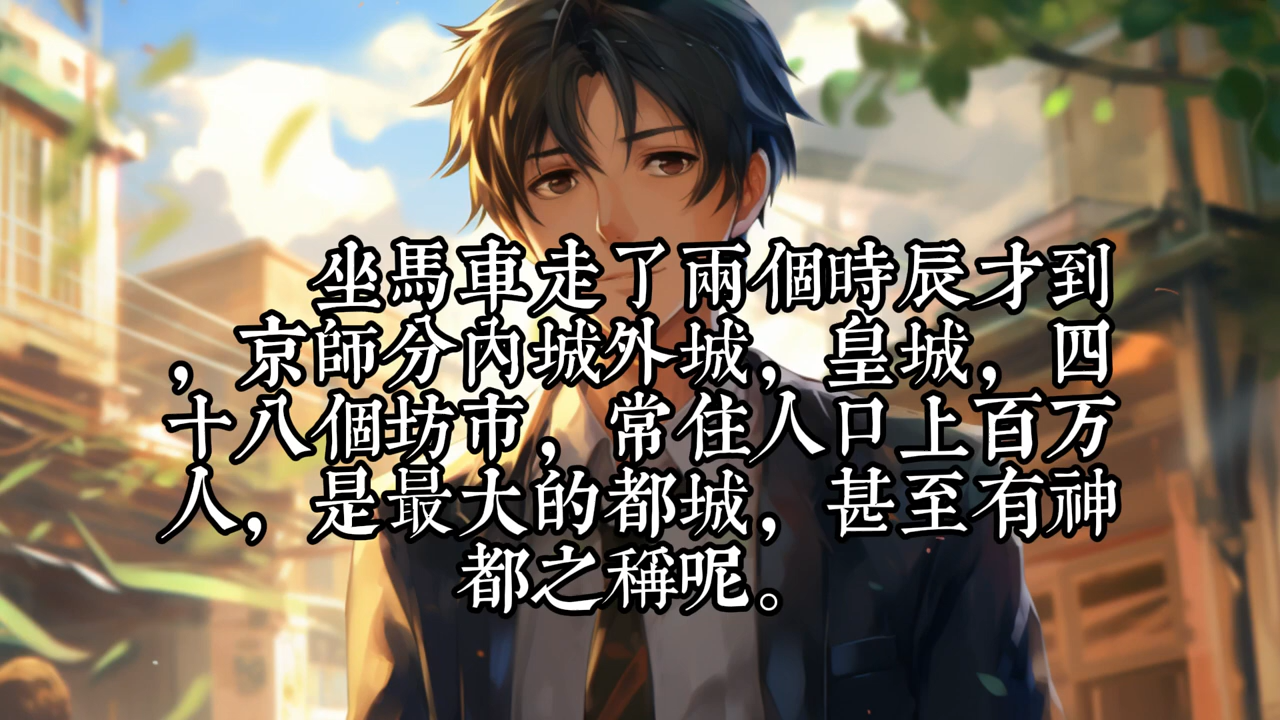 坐馬車走了兩個時辰才到
，京師分內城外城，皇城，四
十八個坊市，常住人口上百万
人，是最大的都城，甚至有神
都之稱呢。